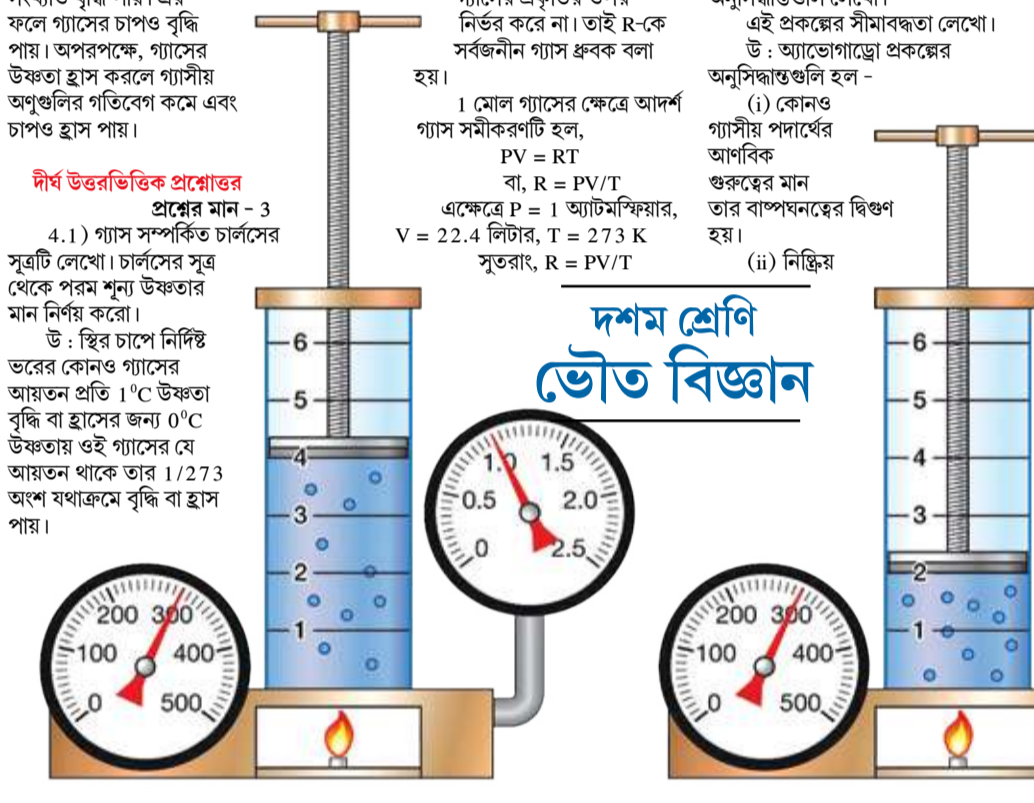 ফলে গ্যাসের চাপও বৃদ্ধি
পায়। অপরপক্ষে, গ্যাসের
উষ্ণতা হ্রাস করলে গ্যাসীয়
অণুগুলির গতিবেগ কমে এবং
চাপও হ্রাস পায়।
দীর্ঘ উত্তরভিত্তিক প্রশ্নোত্তর
প্রশ্নের মান - 3
4.1) গ্যাস সম্পর্কিত চার্লসের
সূত্রটি লেখো। চার্লসের সূত্র
থেকে পরম শূন্য উষ্ণতার
মান নির্ণয় করো।
উ : স্থির চাপে নির্দিষ্ট
ভরের কোনও গ্যাসের
আয়তন প্রতি 1⁰C উষ্ণতা
বৃদ্ধি বা হ্রাসের জন্য 0⁰C
উষ্ণতায় ওই গ্যাসের যে
আয়তন থাকে তার 1/273
অংশ যথাক্রমে বৃদ্ধি বা হ্রাস
পায়।
নির্ভর করে না। তাই R-কে
সর্বজনীন গ্যাস ধ্রুবক বলা
হয়।
1 মোল গ্যাসের ক্ষেত্রে আদর্শ
গ্যাস সমীকরণটি হল,
PV = RT
বা, R = PV/T
এক্ষেত্রে P = 1 অ্যাটমস্ফিয়ার,
V = 22.4 লিটার, T = 273 K
সুতরাং, R = PV/T
এই প্রকল্পের সীমাবদ্ধতা লেখো।
উ : অ্যাভোগাড্রো প্রকল্পের
অনুসিদ্ধান্তগুলি হল -
(i) কোনও
গ্যাসীয় পদার্থের
আণবিক
গুরুত্বের মান
তার বাষ্পঘনত্বের দ্বিগুণ
হয়।
(ii) নিষ্ক্রিয়
দশম শ্রেণি
ভৌত বিজ্ঞান
6
5
4
3
2
1
0
100
200
300
400
500
0
0.5
1.0
1.5
2.0
2.5
6
5
4
3
2
1
0
100
200
300
400
500